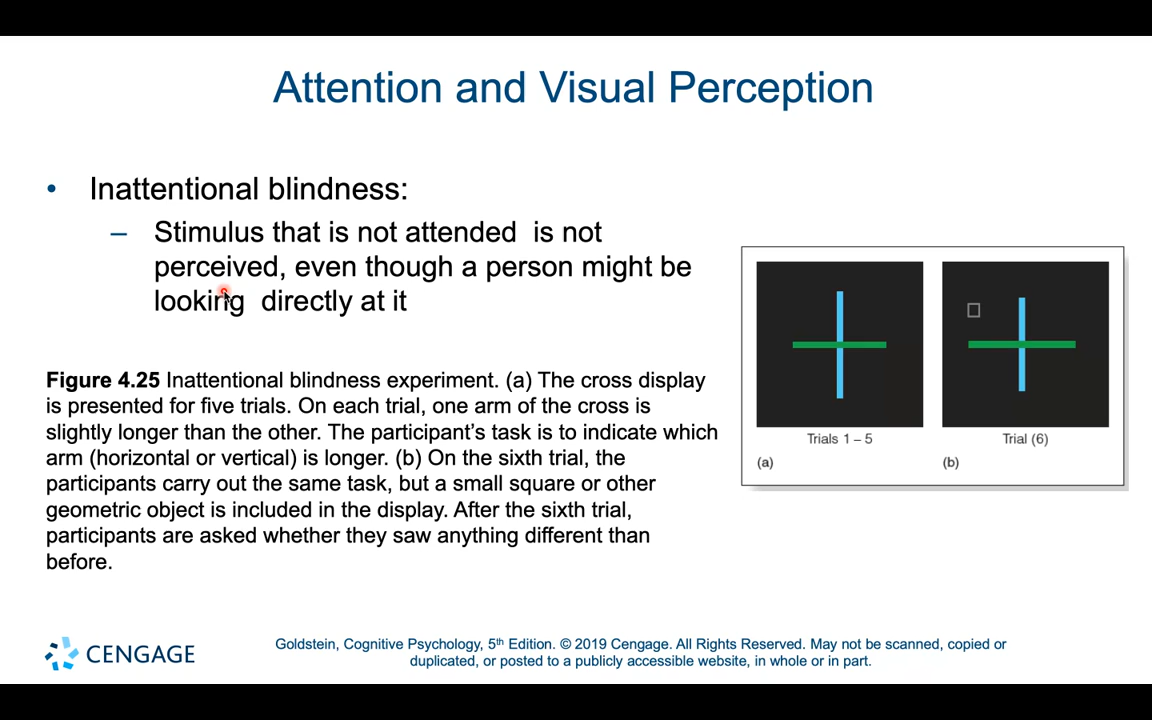 Attention and Visual Perception
• Inattentional blindness:
– Stimulus that is not attended is not
perceived, even though a person might be
looking directly at it
Figure 4.25 Inattentional blindness experiment. (a) The cross display
is presented for five trials. On each trial, one arm of the cross is
slightly longer than the other. The participant's task is to indicate which
arm (horizontal or vertical) is longer. (b) On the sixth trial, the
participants carry out the same task, but a small square or other
geometric object is included in the display. After the sixth trial,
participants are asked whether they saw anything different than
before.
Trials 1 – 5
Trial (6)
(a)
(b)
CENGAGE
Goldstein, Cognitive Psychology, 5th Edition. © 2019 Cengage. All Rights Reserved. May not be scanned, copied or
duplicated, or posted to a publicly accessible website, in whole or in part.